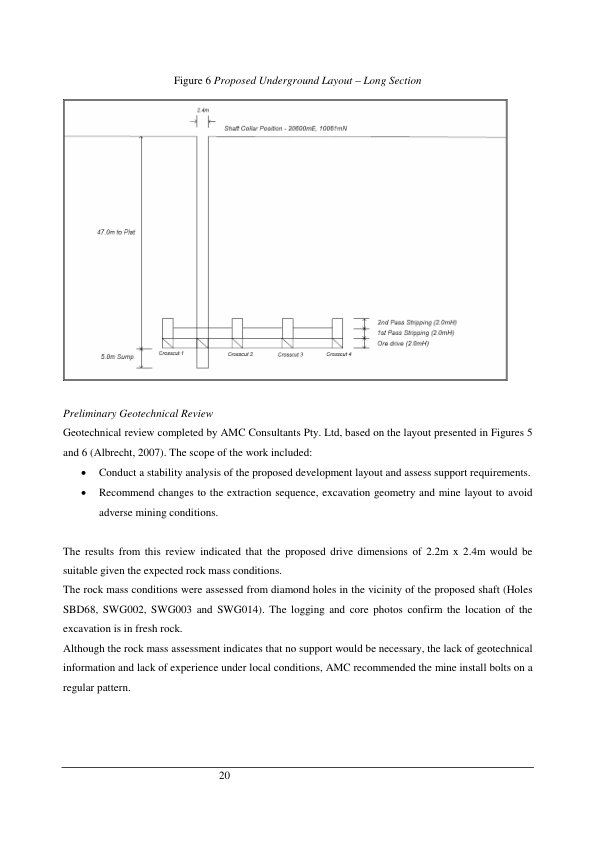 Figure 6 Proposed Underground Layout – Long Section
2.4m
Shaft Collar Position - 20600mE, 10061mN
47.0m to Plat
2nd Pass Stripping (2.0mH)
1st Pass Stripping (2.0mH)
Ore drive (2.0mH)
5.0m Sump
Crosscut 1
Crosscut 2
Crosscut 3
Crosscut 4
Preliminary Geotechnical Review
Geotechnical review completed by AMC Consultants Pty. Ltd, based on the layout presented in Figures 5
and 6 (Albrecht, 2007). The scope of the work included:
• Conduct a stability analysis of the proposed development layout and assess support requirements.
• Recommend changes to the extraction sequence, excavation geometry and mine layout to avoid
adverse mining conditions.
The results from this review indicated that the proposed drive dimensions of 2.2m x 2.4m would be
suitable given the expected rock mass conditions.
The rock mass conditions were assessed from diamond holes in the vicinity of the proposed shaft (Holes
SBD68, SWG002, SWG003 and SWG014). The logging and core photos confirm the location of the
excavation is in fresh rock.
Although the rock mass assessment indicates that no support would be necessary, the lack of geotechnical
information and lack of experience under local conditions, AMC recommended the mine install bolts on a
regular pattern.
20